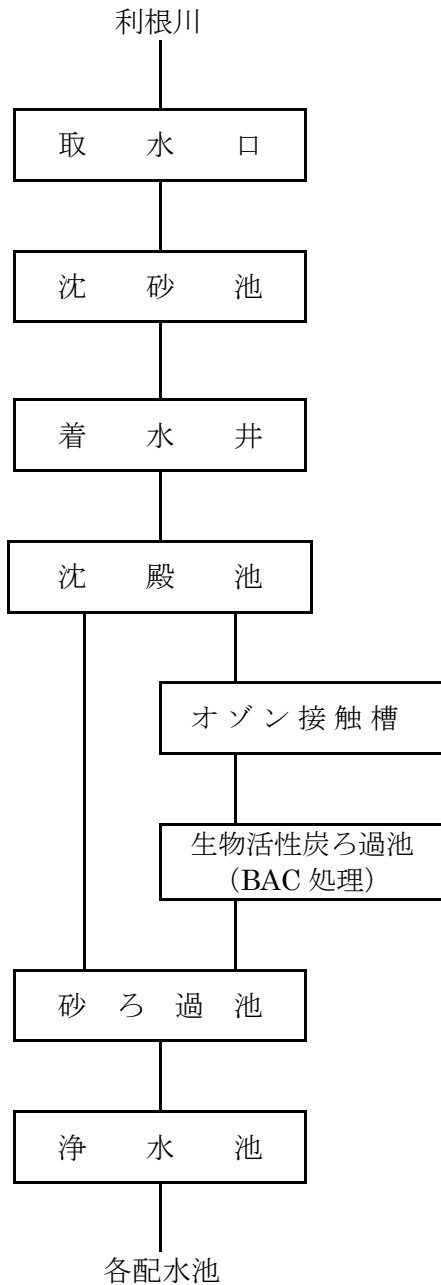 利根川
取水口
沈砂池
着水井
沈殿池
オゾン接触槽
生物活性炭ろ過池
（BAC 処理）
砂ろ過池
浄水池
各配水池